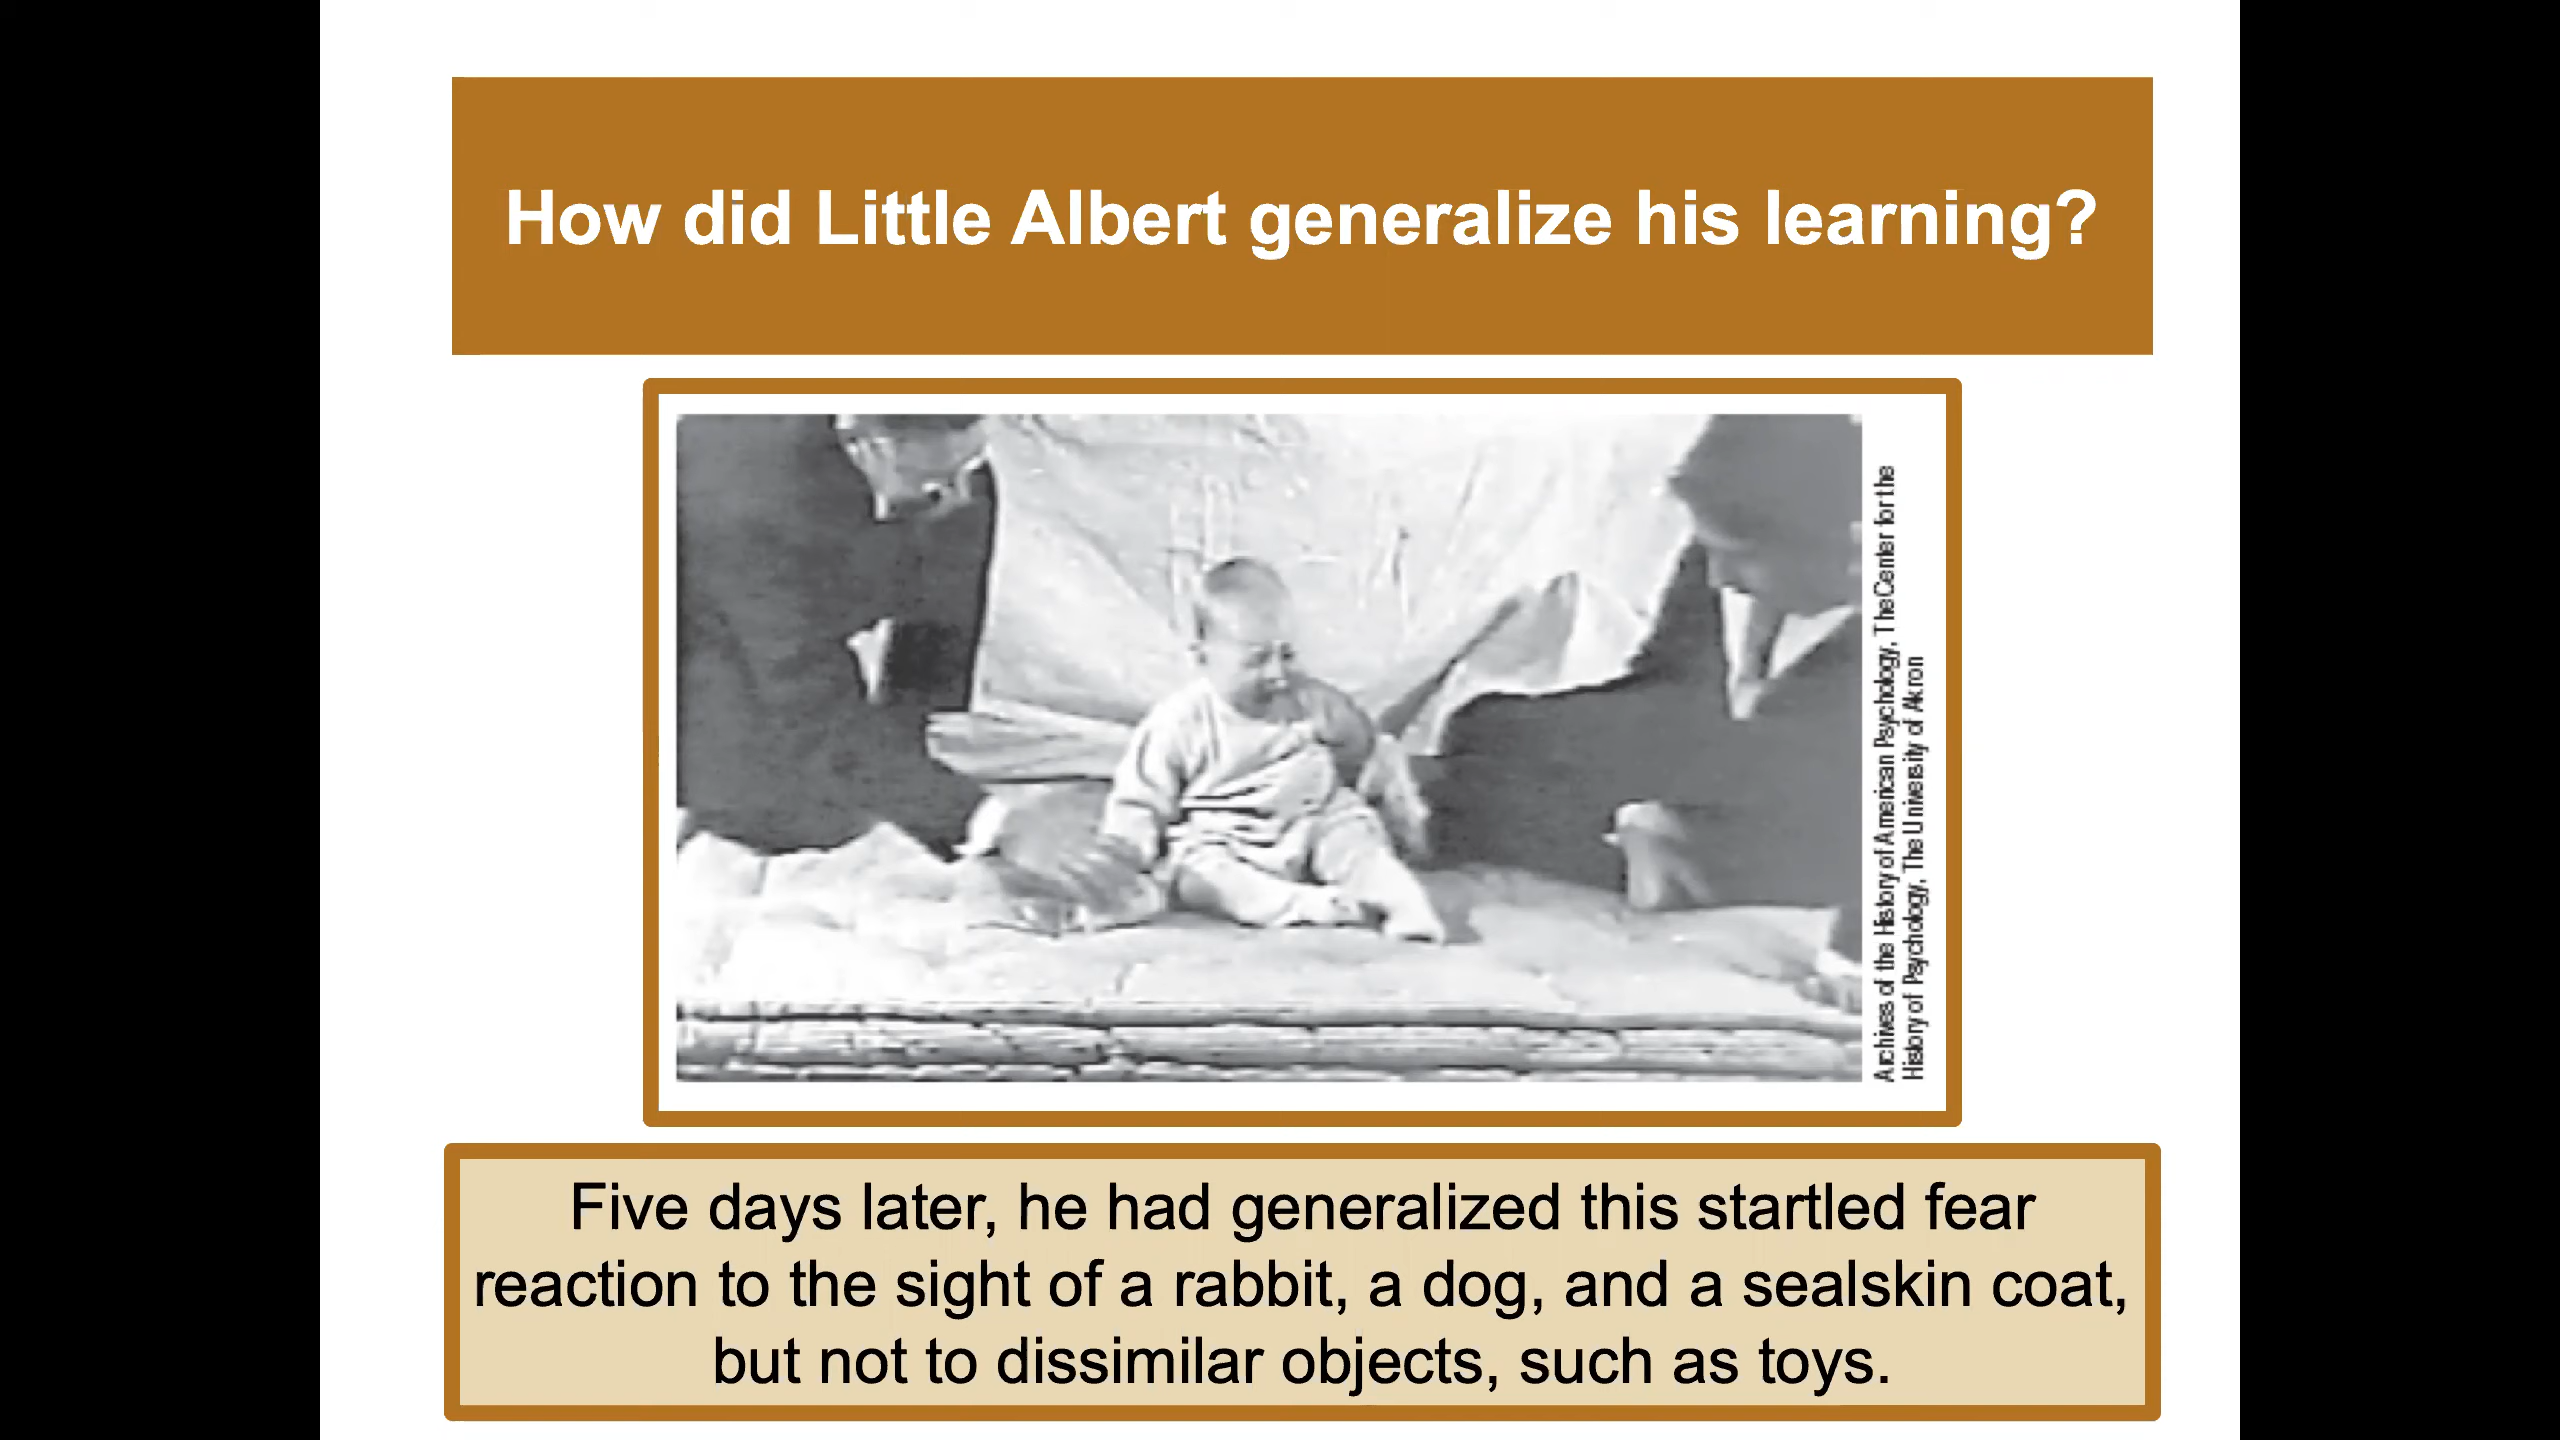 How did Little Albert generalize his learning?
Archives of the History of American Psychology, The Center for the
History of Psychology, The University of Akron
Five days later, he had generalized this startled fear
reaction to the sight of a rabbit, a dog, and a sealskin coat,
but not to dissimilar objects, such as toys.